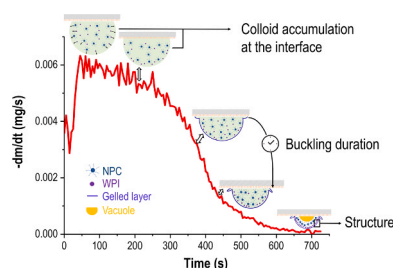 Colloid accumulation
at the interface
-dm/dt (mg/s)
0.006
0.004
0.002
0.000
Buckling duration
NPC
WPI
Gelled layer
Vacuole
Structure
0 100 200 300 400 500 600 700
Time (s)